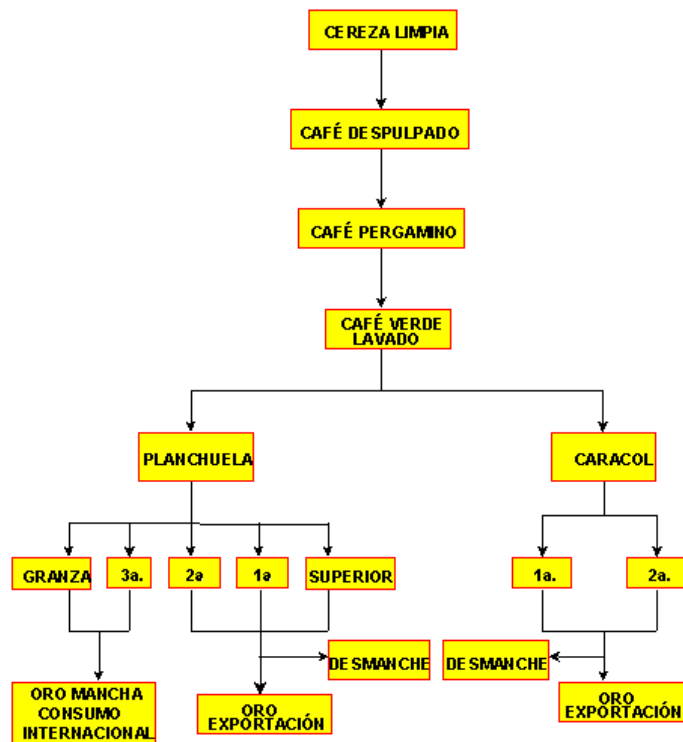 CEREZA LIMPIA
CAFÉ DESPULPADO
CAFÉ PERGAMINO
CAFÉ VERDE
LAVADO
PLANCHUELA
CARACOL
GRANZA
3a.
2a
1a
SUPERIOR
1a.
2a.
DESMANCHE
DESMANCHE
ORO MANCHA
CONSUMO
INTERNACIONAL
ORO
EXPORTACIÓN
ORO
EXPORTACIÓN